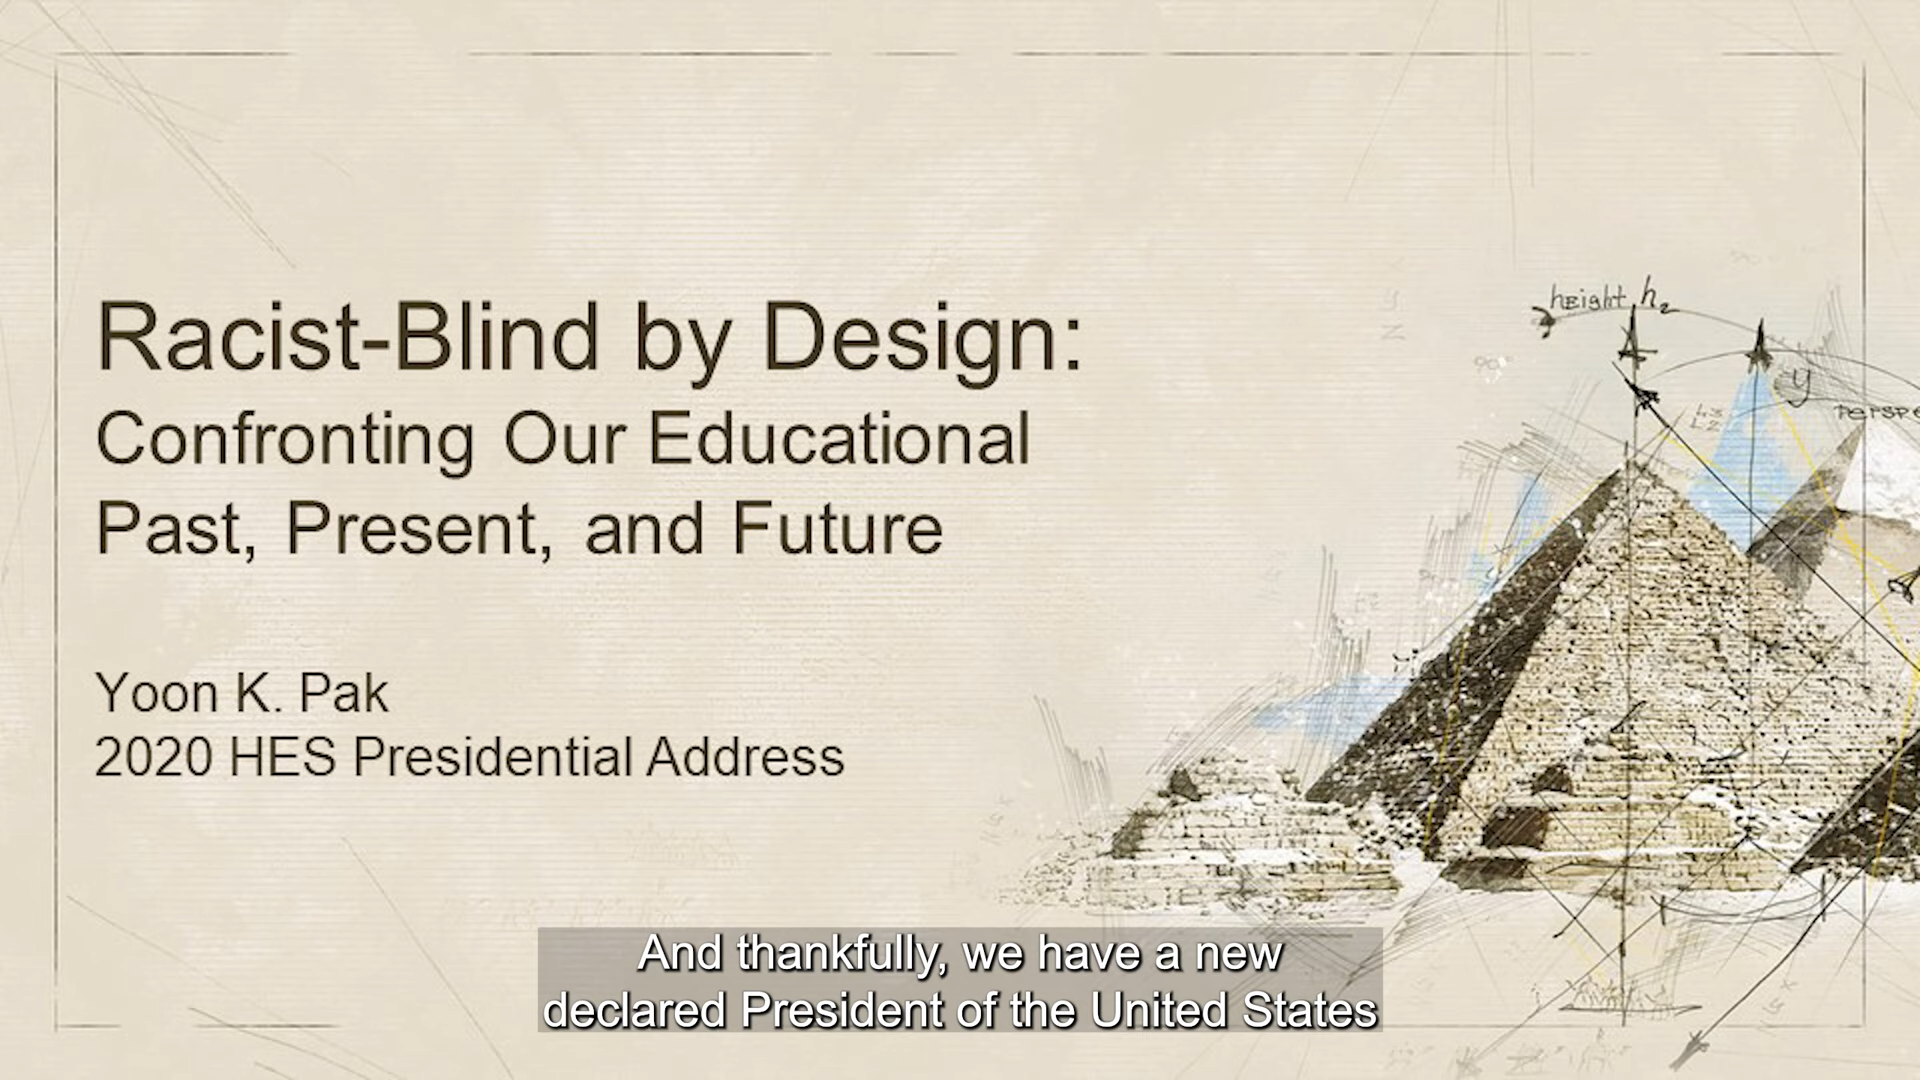 Racist-Blind by Design:
Confronting Our Educational
Past, Present, and Future
Yoon K. Pak
2020 HES Presidential Address
height h2
y
And thankfully, we have a new
declared President of the United States